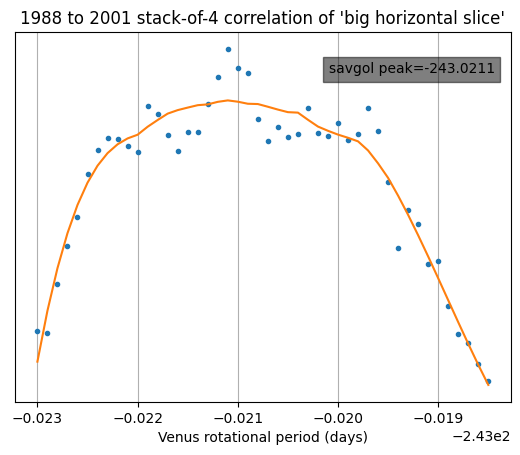 1988 to 2001 stack-of-4 correlation of 'big horizontal slice'
savgol peak=-243.0211
−0.023 −0.022 −0.021 −0.020 −0.019
Venus rotational period (days)
−2.43e2